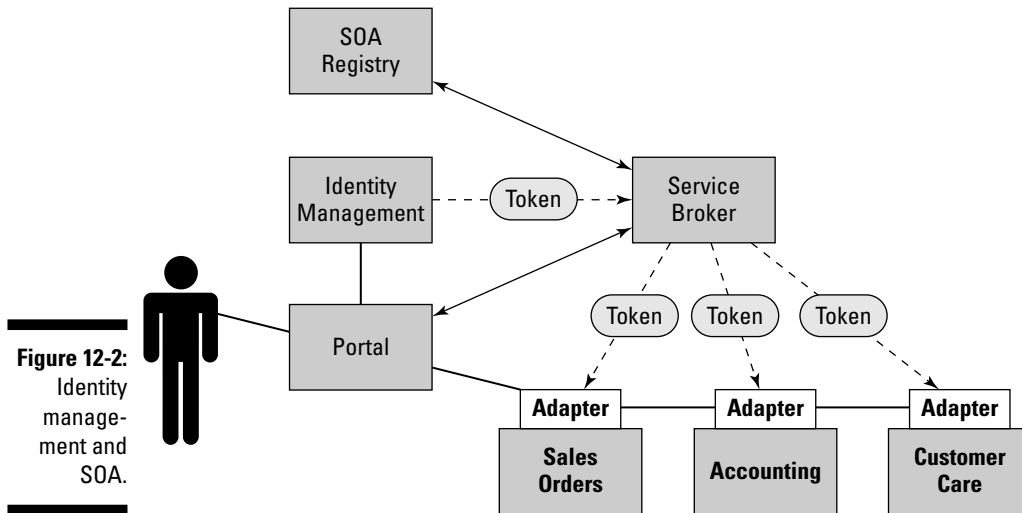 SOA
Registry
Identity
Management
Token
Service
Broker
Portal
Token
Token
Token
Figure 12-2:
Identity
manage-
ment and
SOA.
Adapter
Adapter
Adapter
Sales
Orders
Accounting
Customer
Care